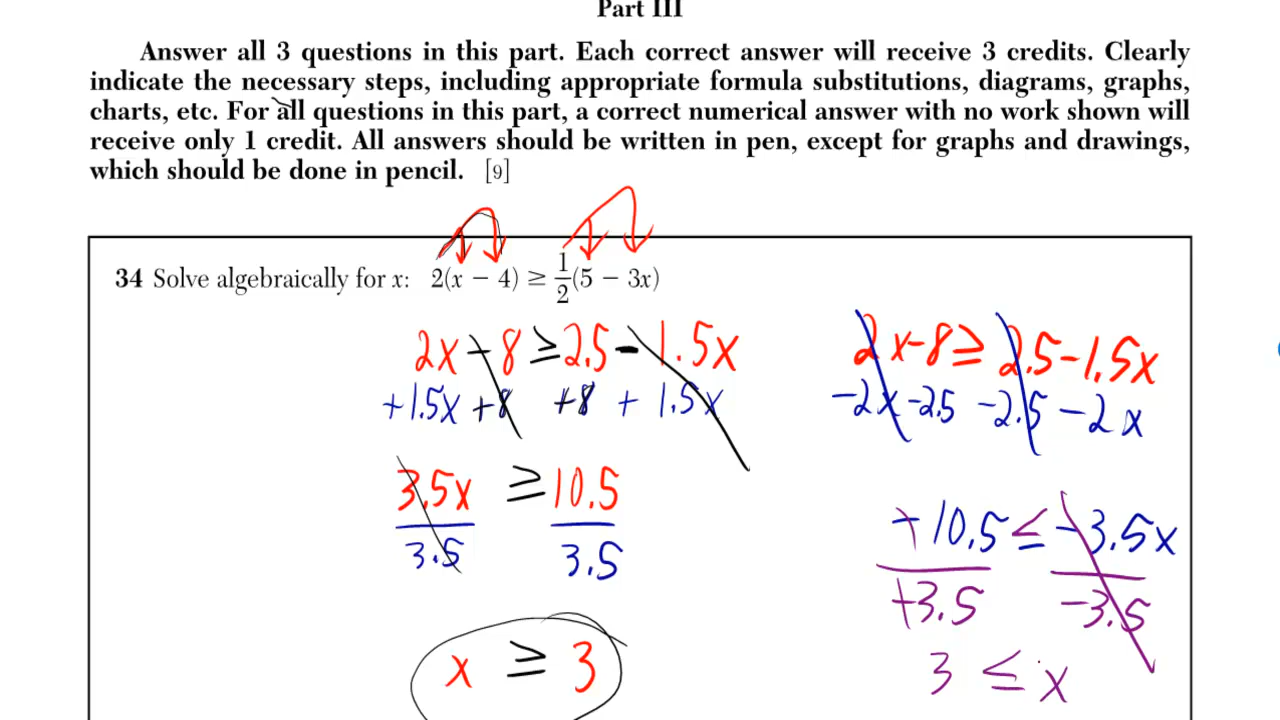 Part III
Answer all 3 questions in this part. Each correct answer will receive 3 credits. Clearly
indicate the necessary steps, including appropriate formula substitutions, diagrams, graphs,
charts, etc. For all questions in this part, a correct numerical answer with no work shown will
receive only 1 credit. All answers should be written in pen, except for graphs and drawings,
which should be done in pencil. [9]
34 Solve algebraically for x: 2(x − 4) ≥ 1/2(5 − 3x)
2x - 8 ≥ 2.5 - 1.5x
+1.5x +8 +8 + 1.5x
3.5x ≥ 10.5
3.5 3.5
x ≥ 3
2x-8 ≥ 2.5-1.5x
-2x -2.5 -2.5 -2x
+10.5 ≤ -3.5x
+3.5 -3.5
3 ≤ x